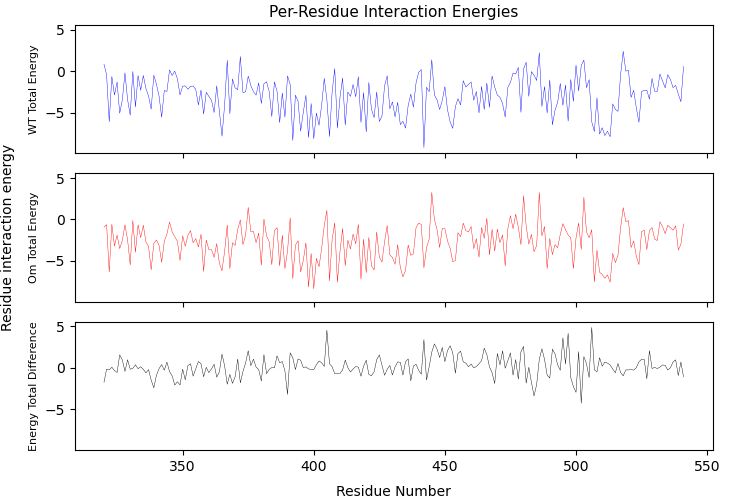 Per-Residue Interaction Energies
Residue interaction energy
WT Total Energy
5
0
−5
Om Total Energy
5
0
−5
Energy Total Difference
5
0
−5
350
400
450
500
550
Residue Number